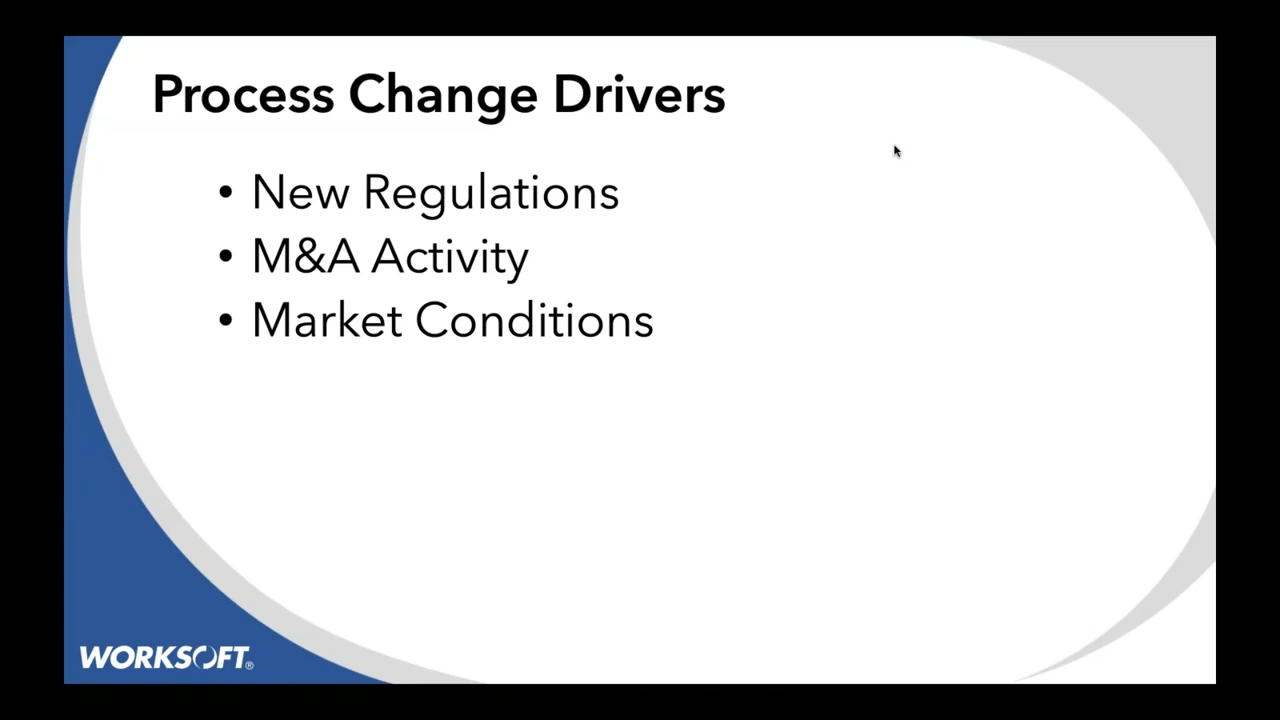 Process Change Drivers
• New Regulations
• M&A Activity
• Market Conditions
WORKSOFT®